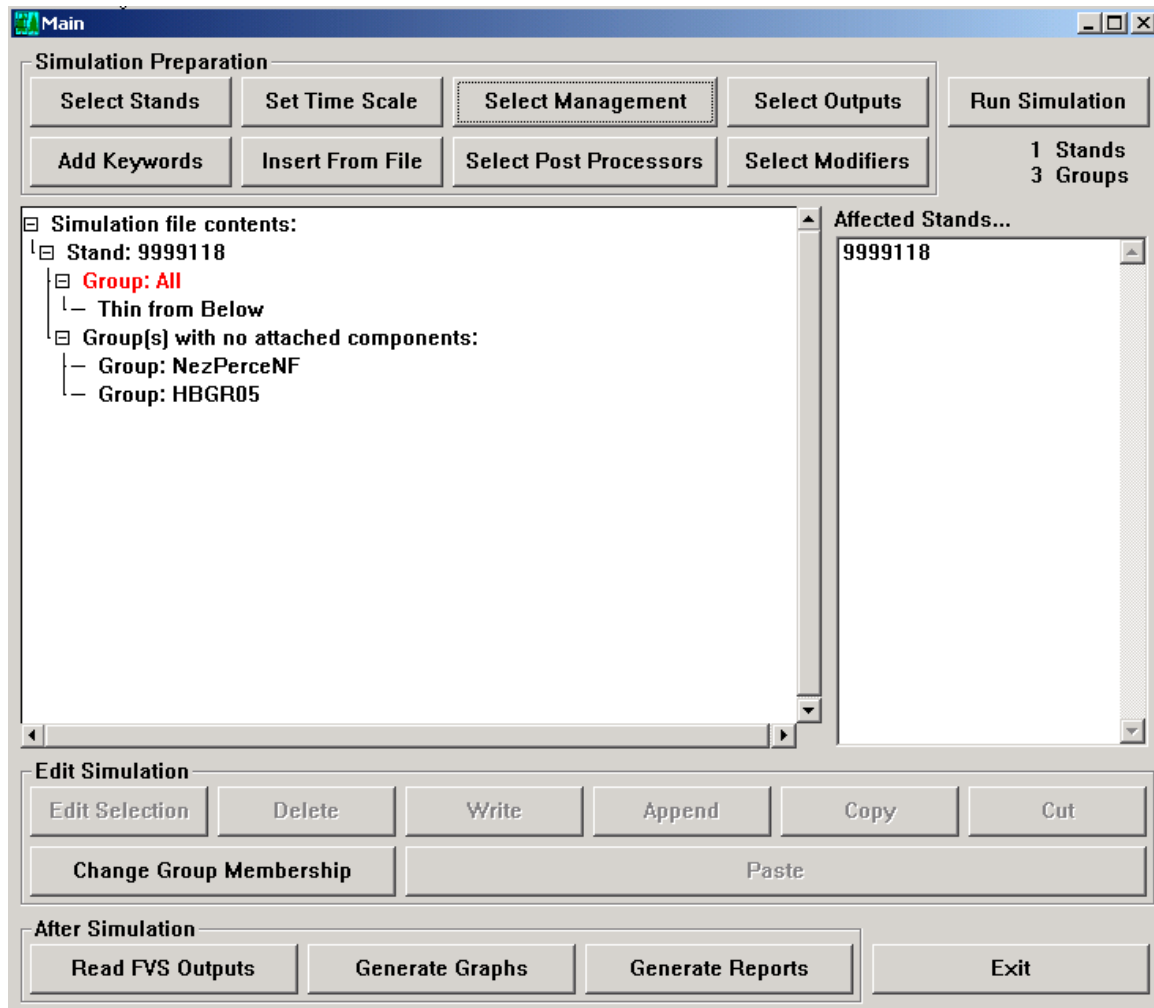 Main
Simulation Preparation
Select Stands Set Time Scale Select Management Select Outputs Run Simulation
Add Keywords Insert From File Select Post Processors Select Modifiers
1 Stands
3 Groups
Simulation file contents:
Stand: 9999118
Group: All
Thin from Below
Group(s) with no attached components:
Group: NezPerceNF
Group: HBGR05
Affected Stands...
9999118
Edit Simulation
Edit Selection Delete Write Append Copy Cut
Change Group Membership Paste
After Simulation
Read FVS Outputs Generate Graphs Generate Reports Exit